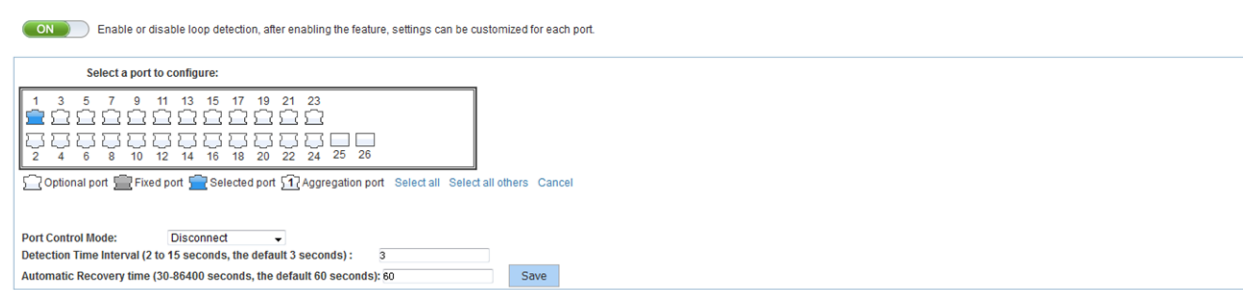 ON Enable or disable loop detection, after enabling the feature, settings can be customized for each port.
Select a port to configure:
1 3 5 7 9 11 13 15 17 19 21 23
2 4 6 8 10 12 14 16 18 20 22 24 25 26
Optional port Fixed port Selected port 1 Aggregation port Select all Select all others Cancel
Port Control Mode: Disconnect
Detection Time Interval (2 to 15 seconds, the default 3 seconds) : 3
Automatic Recovery time (30-86400 seconds, the default 60 seconds): 60 Save